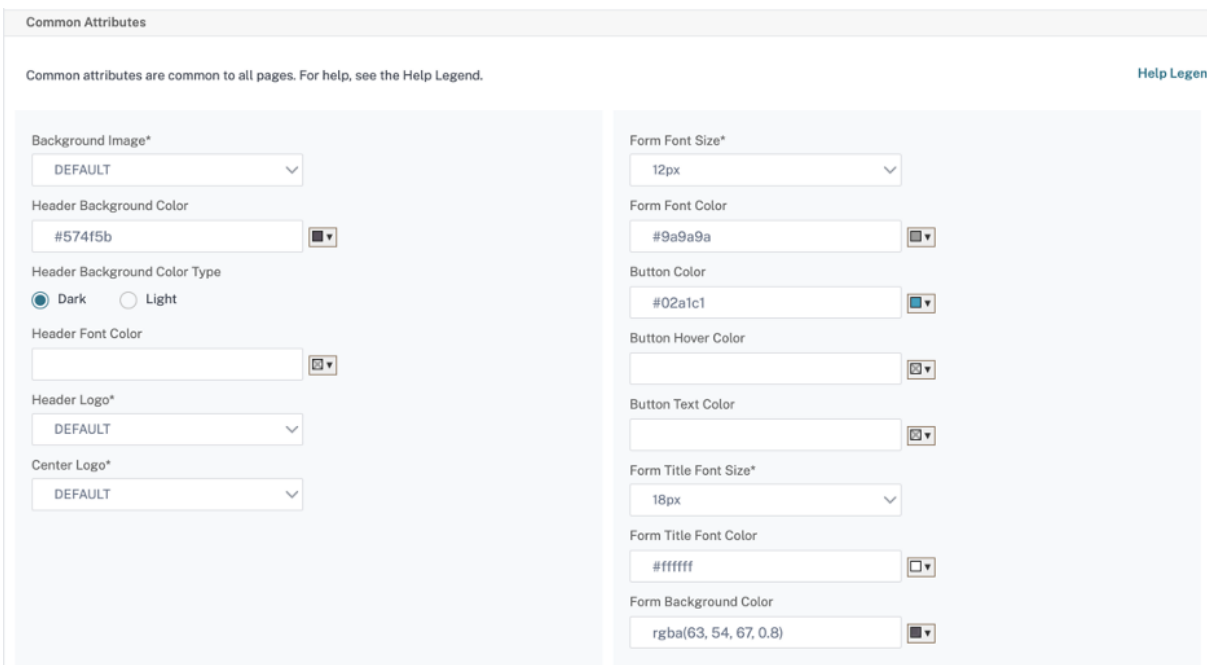 Common Attributes
Common attributes are common to all pages. For help, see the Help Legend.
Help Legen
Background Image*
DEFAULT
Header Background Color
#574f5b
Header Background Color Type
Dark
Light
Header Font Color
Header Logo*
DEFAULT
Center Logo*
DEFAULT
Form Font Size*
12px
Form Font Color
#9a9a9a
Button Color
#02a1c1
Button Hover Color
Button Text Color
Form Title Font Size*
18px
Form Title Font Color
#ffffff
Form Background Color
rgba(63, 54, 67, 0.8)